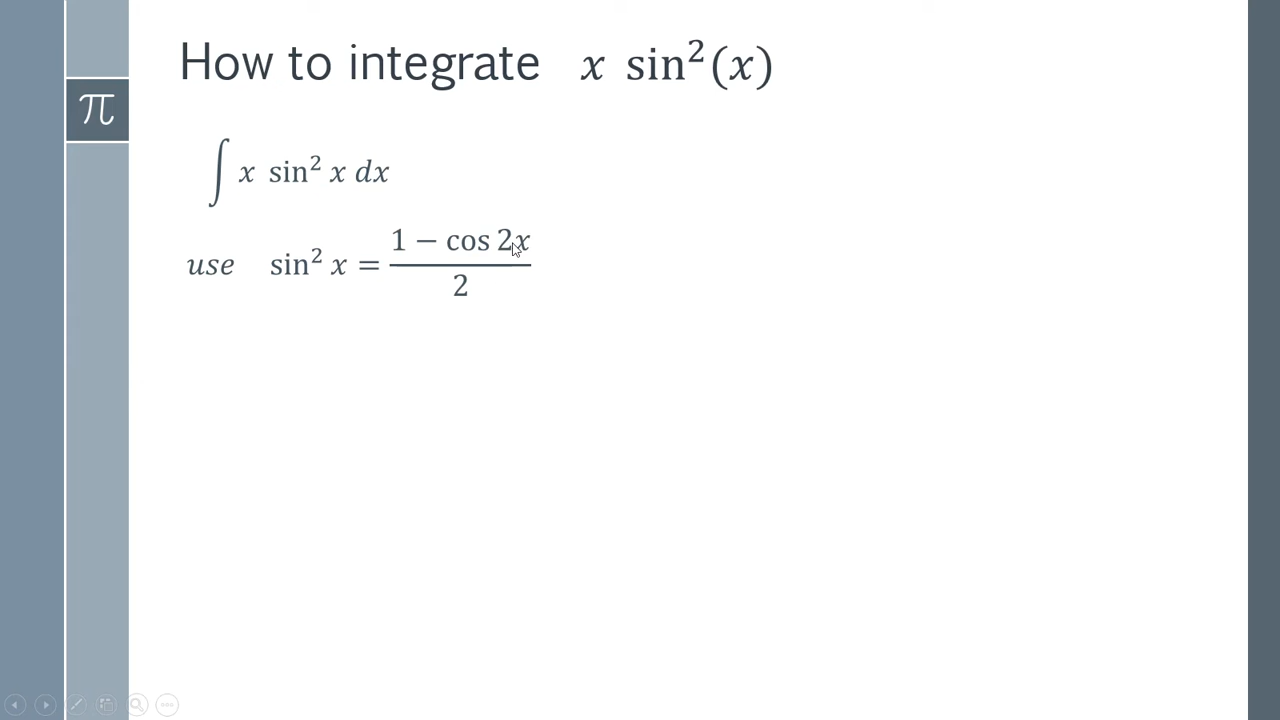 How to integrate x sin²(x)
π
∫ x sin² x dx
use sin² x = (1 − cos 2x)/2